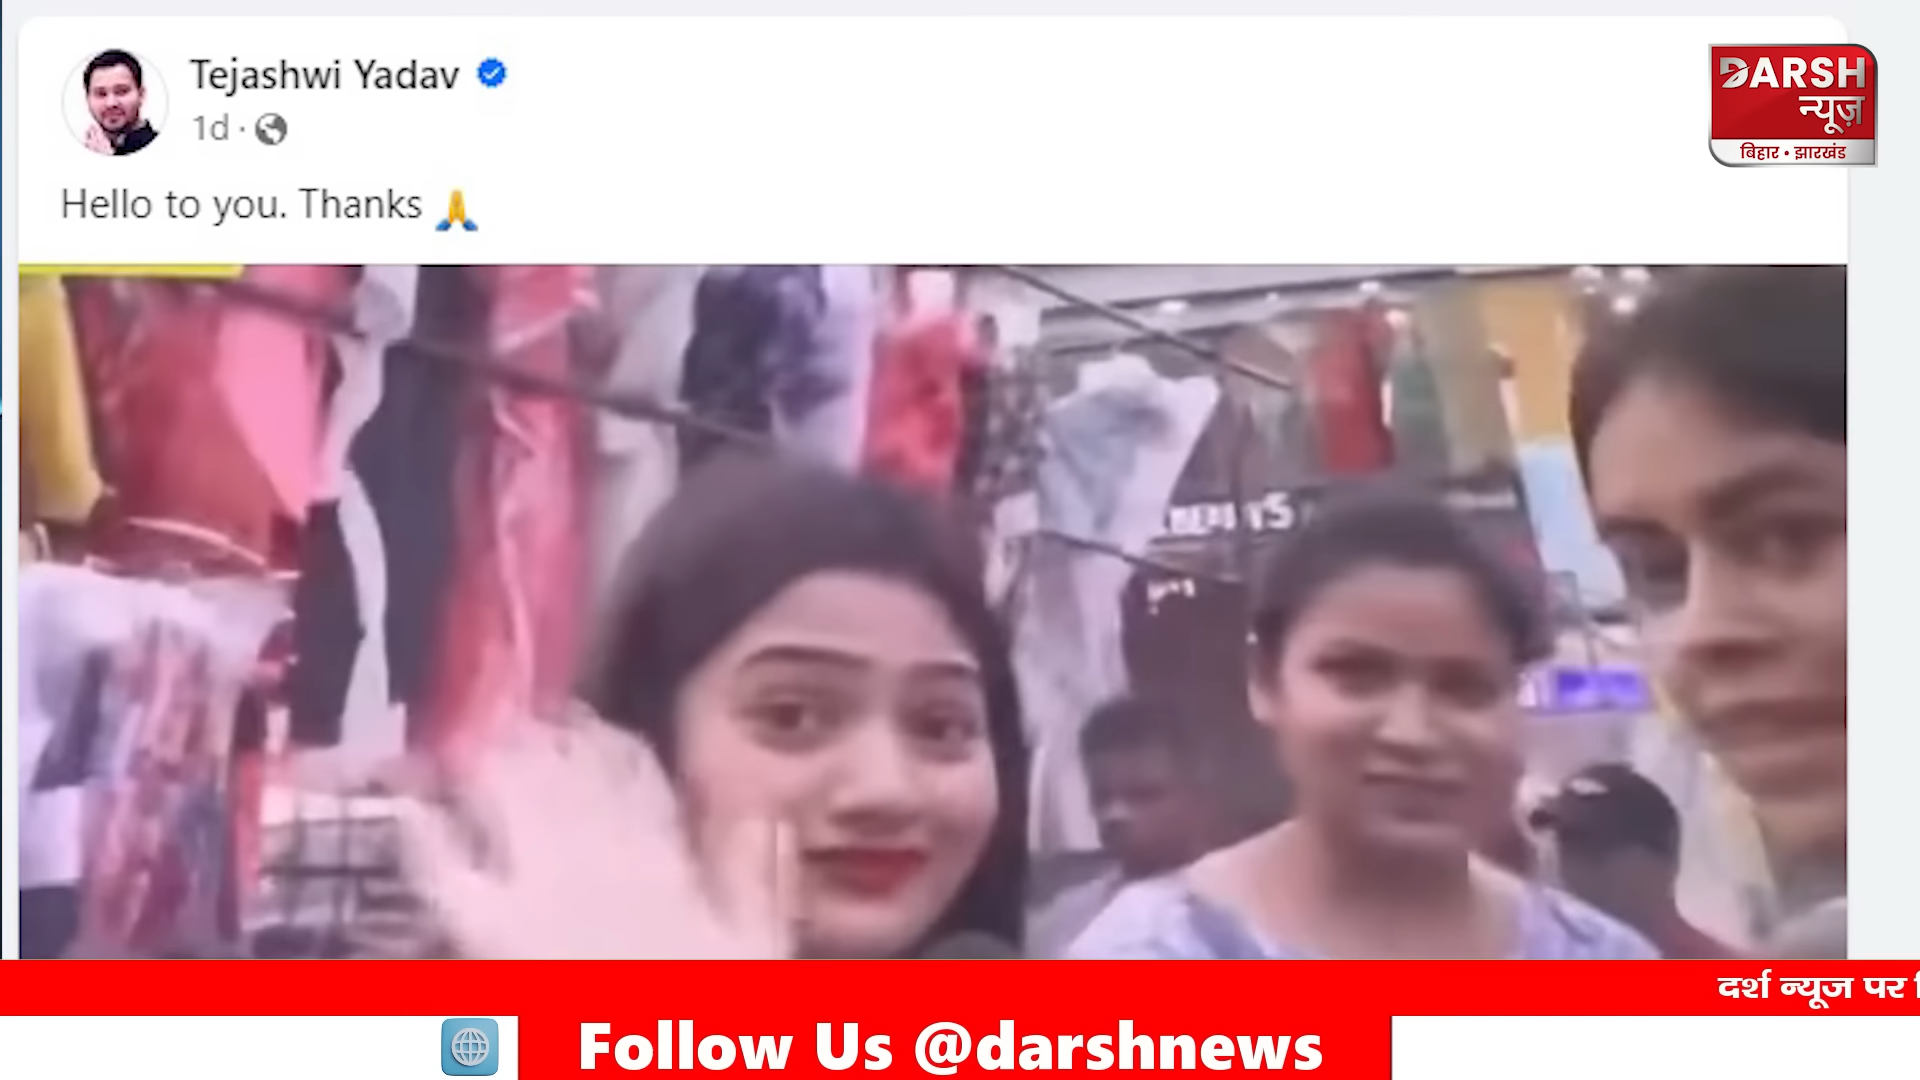 Tejashwi Yadav
1d ·
Hello to you. Thanks 🙏
DARSH
न्यूज़
बिहार • झारखंड
दर्श न्यूज पर
Follow Us @darshnews